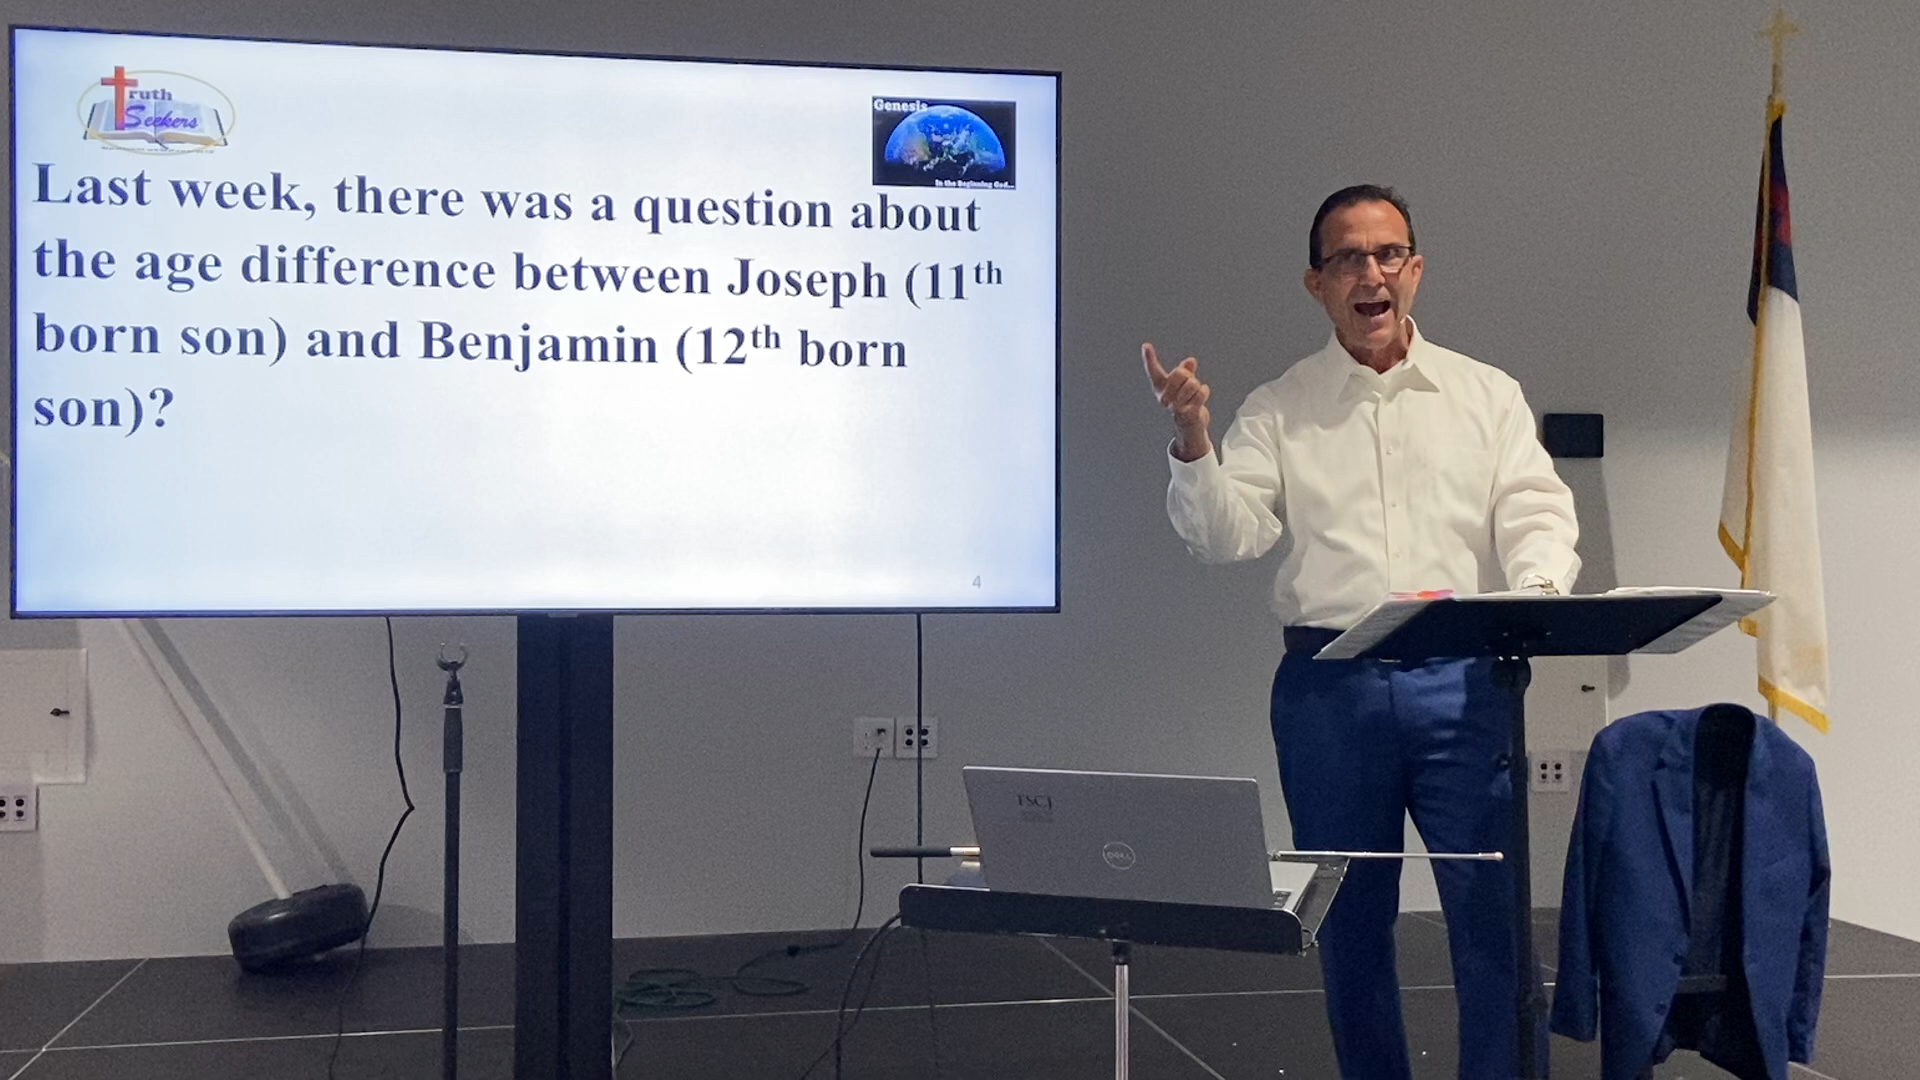 Truth
Seekers
Genesis
In the Beginning God...
Last week, there was a question about
the age difference between Joseph (11th
born son) and Benjamin (12th born
son)?
4
FSCJ
DELL